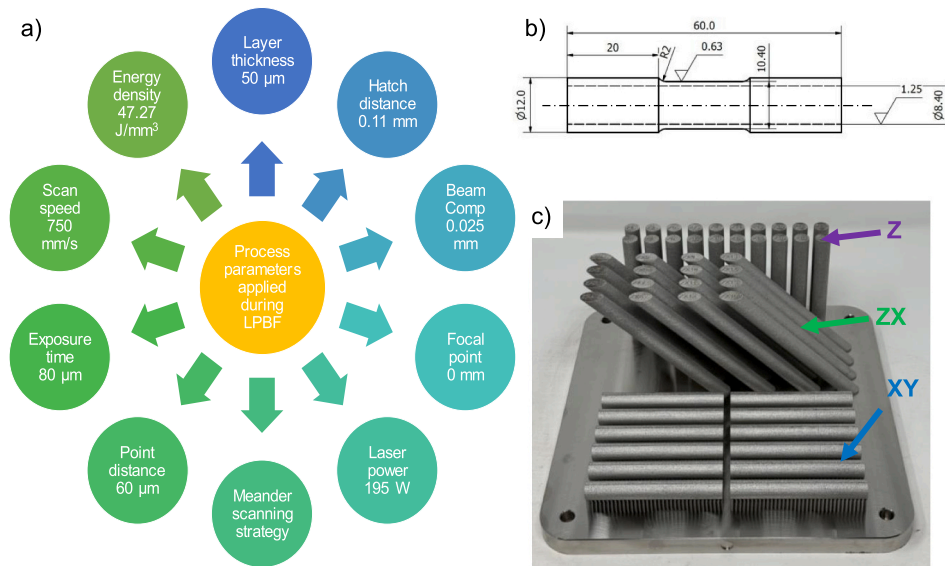 a)
Layer
thickness
50 µm
Hatch
distance
0.11 mm
Beam
Comp
0.025
mm
Focal
point
0 mm
Laser
power
195 W
Meander
scanning
strategy
Point
distance
60 µm
Exposure
time
80 µm
Scan
speed
750
mm/s
Energy
density
47.27
J/mm³
Process
parameters
applied
during
LPBF
b)
60.0
20
R2
0.63
10.40
1.25
Ø12.0
Ø8.40
c)
Z
ZX
XY